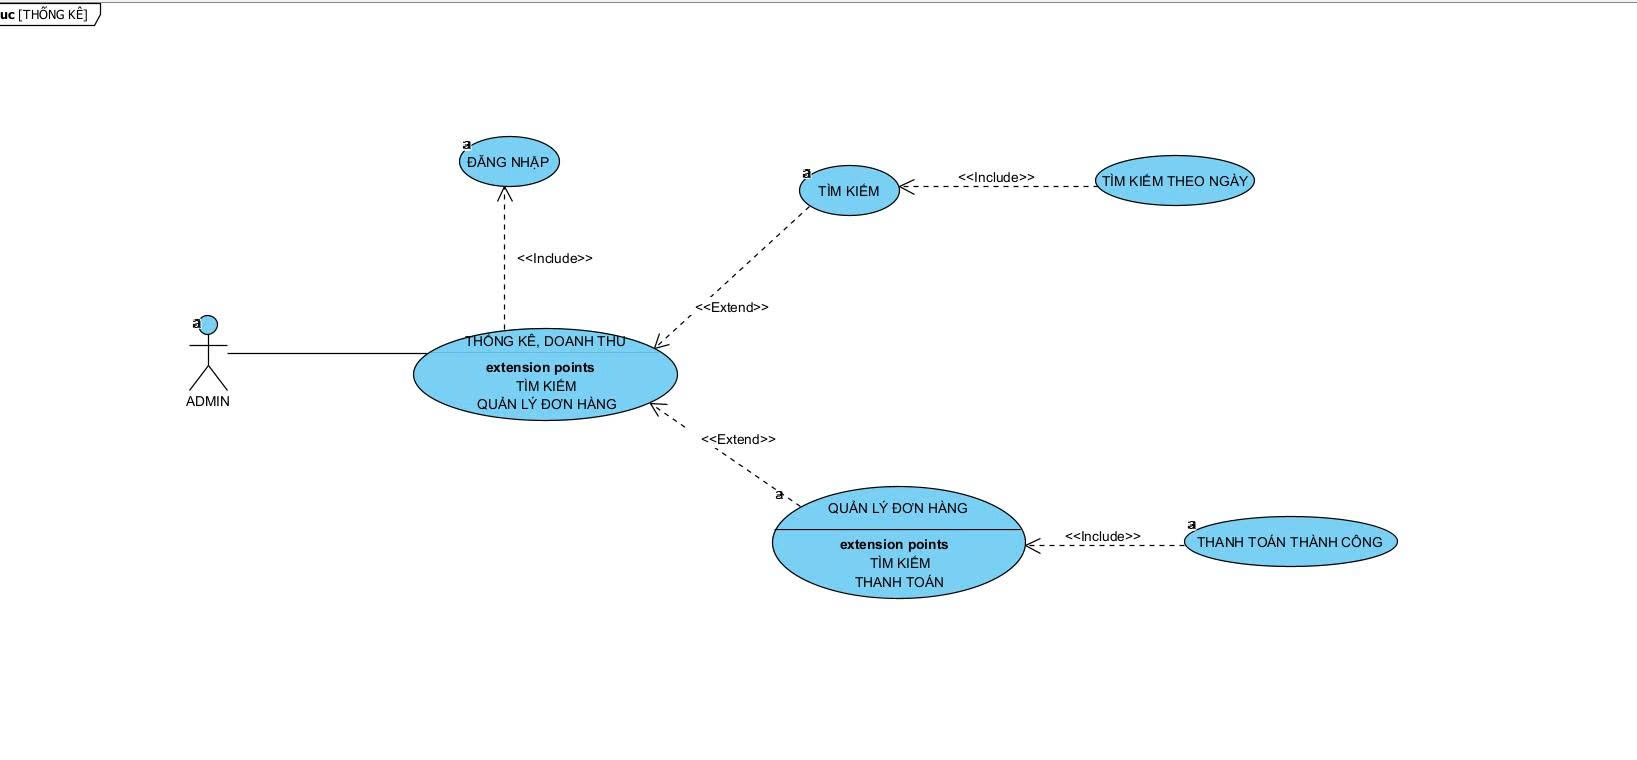 uc [THỐNG KÊ]
a
ĐĂNG NHẬP
a
TÌM KIẾM
<<Include>>
TÌM KIẾM THEO NGÀY
<<Include>>
<<Extend>>
a
ADMIN
THỐNG KÊ, DOANH THU
extension points
TÌM KIẾM
QUẢN LÝ ĐƠN HÀNG
<<Extend>>
a
QUẢN LÝ ĐƠN HÀNG
extension points
TÌM KIẾM
THANH TOÁN
<<Include>>
a
THANH TOÁN THÀNH CÔNG